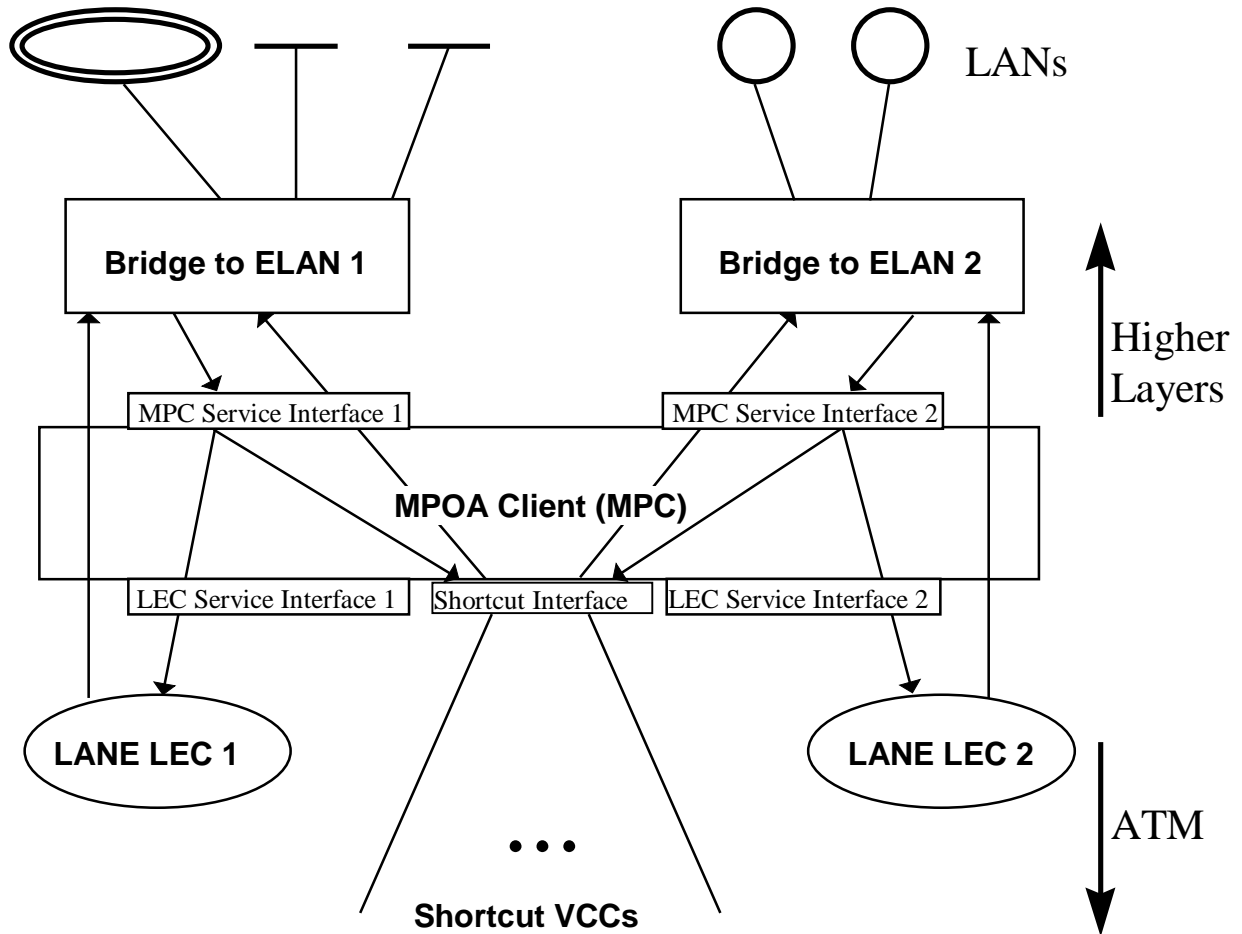 LANs
Bridge to ELAN 1
Bridge to ELAN 2
Higher
Layers
MPC Service Interface 1
MPC Service Interface 2
MPOA Client (MPC)
LEC Service Interface 1
Shortcut Interface
LEC Service Interface 2
LANE LEC 1
LANE LEC 2
ATM
...
Shortcut VCCs